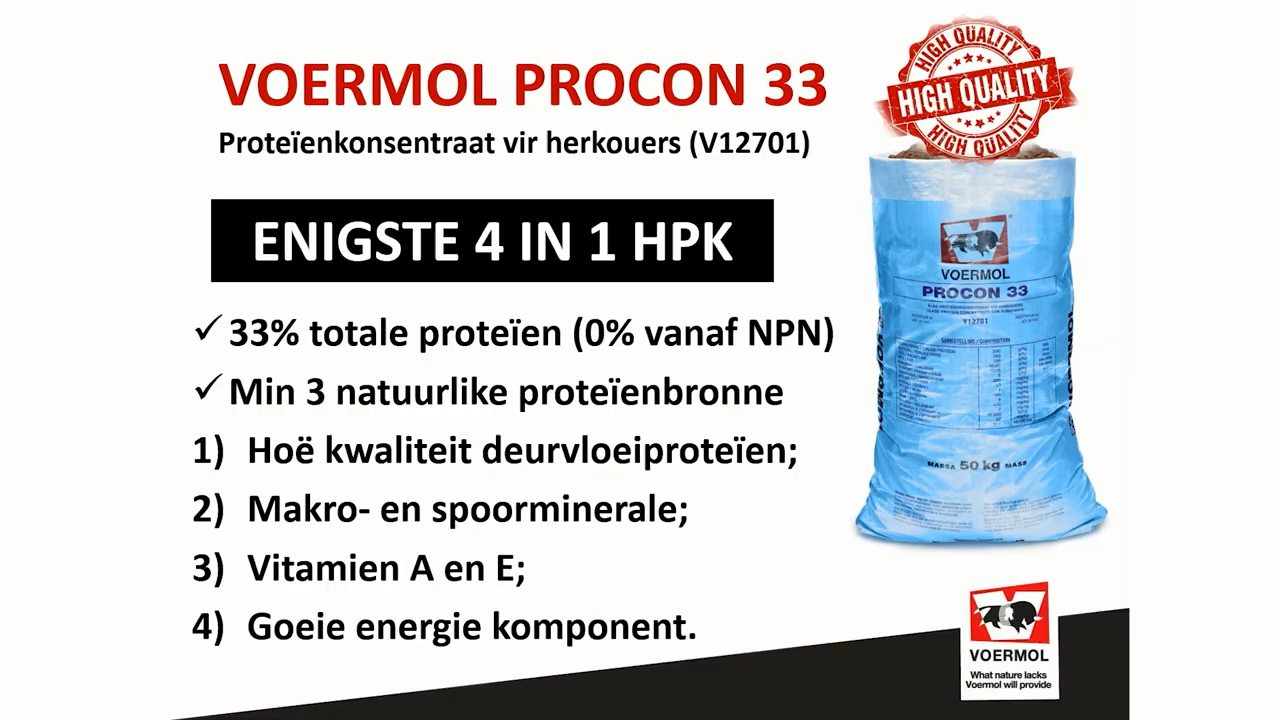 VOERMOL PROCON 33
Proteïenkonsentraat vir herkouers (V12701)
ENIGSTE 4 IN 1 HPK
✓ 33% totale proteïen (0% vanaf NPN)
✓ Min 3 natuurlike proteïenbronne
1) Hoë kwaliteit deurvloeiproteïen;
2) Makro- en spoorminerale;
3) Vitamien A en E;
4) Goeie energie komponent.
HIGH QUALITY
HIGH QUALITY
HIGH QUALITY
VOERMOL
PROCON 33
V12701
SAMESTELLING / COMPOSITION
MASSA 50 kg MASS
VOERMOL
What nature lacks
Voermol will provide